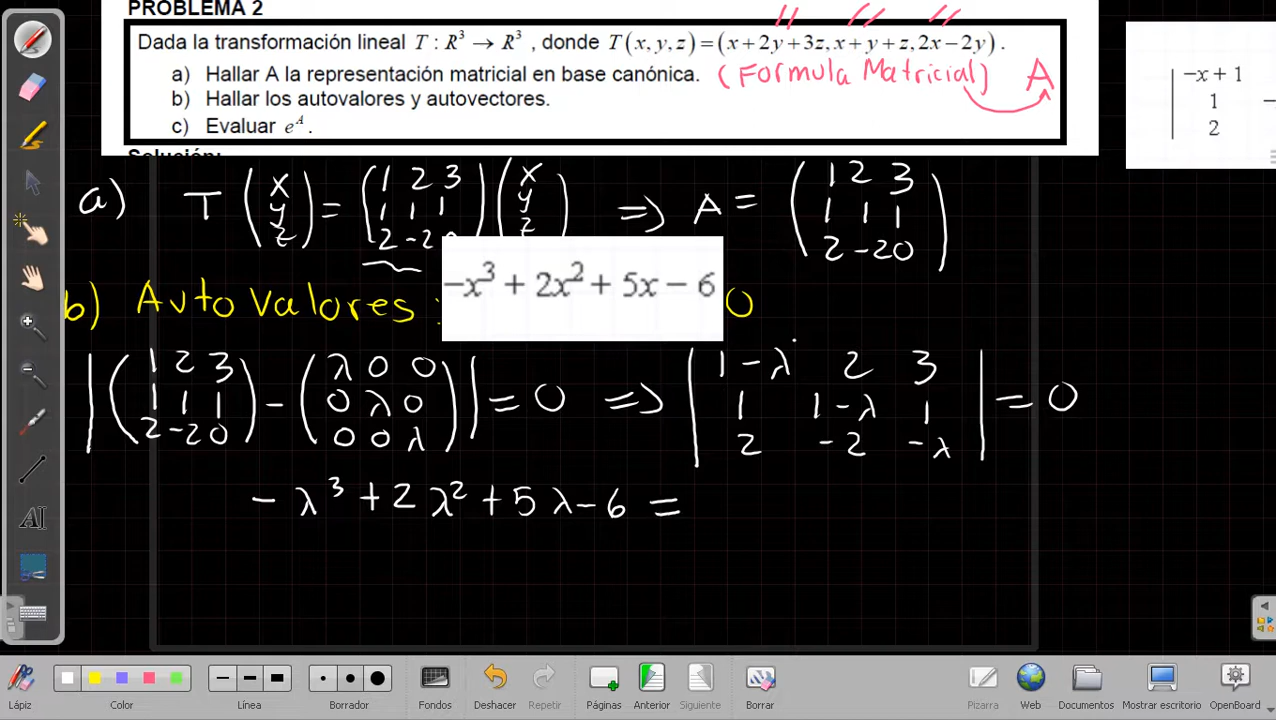 PROBLEMA 2
Dada la transformación lineal T : R³ → R³ , donde T(x, y, z) = (x+2y+3z, x+y+z, 2x−2y) .
a) Hallar A la representación matricial en base canónica. (Formula Matricial) A
b) Hallar los autovalores y autovectores.
c) Evaluar e^A .
−x + 1
1 −
2
a) T (x y z) = (1 2 3
1 1 1
2 -2 0) (x y z) => A = (1 2 3
1 1 1
2 -2 0)
−x³ + 2x² + 5x − 6
b) Auto Valores : 0
|(1 2 3
1 1 1
2 -2 0) - (λ 0 0
0 λ 0
0 0 λ)| = 0 => |1-λ 2 3
1 1-λ 1
2 -2 -λ| = 0
- λ³ + 2 λ² + 5 λ - 6 =
Lápiz
Color
Línea
Borrador
Fondos
Deshacer
Repetir
Páginas
Anterior
Siguiente
Borrar
Pizarra
Web
Documentos
Mostrar escritorio
OpenBoard